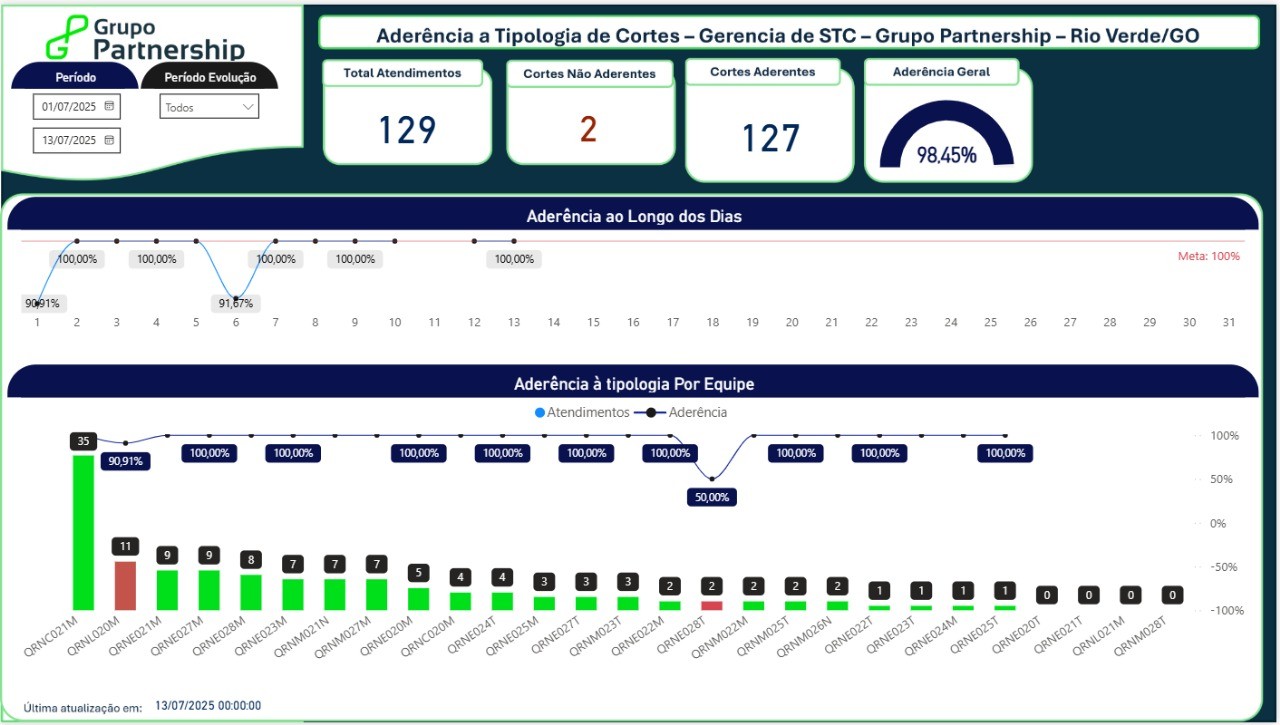 Grupo
Partnership
Aderência a Tipologia de Cortes – Gerencia de STC – Grupo Partnership – Rio Verde/GO
Período
Período Evolução
01/07/2025
Todos
13/07/2025
Total Atendimentos
129
Cortes Não Aderentes
2
Cortes Aderentes
127
Aderência Geral
98,45%
Aderência ao Longo dos Dias
100,00% 100,00% 100,00% 100,00% 100,00%
Meta: 100%
90,91% 91,67%
1 2 3 4 5 6 7 8 9 10 11 12 13 14 15 16 17 18 19 20 21 22 23 24 25 26 27 28 29 30 31
Aderência à tipologia Por Equipe
Atendimentos Aderência
35
90,91% 100,00% 100,00% 100,00% 100,00% 100,00% 100,00% 50,00% 100,00% 100,00% 100,00%
100%
50%
0%
-50%
-100%
11 9 9 8 7 7 7 5 4 4 3 3 3 2 2 2 2 2 1 1 1 1 0 0 0 0
QRNC021M QRNL020M QRNE021M QRNE027M QRNE028M QRNE023M QRNM021N QRNM027M QRNE020M QRNC020M QRNE024T QRNE025M QRNE027T QRNM023T QRNE022M QRNE028T QRNM022M QRNM025T QRNM026N QRNE022T QRNE023T QRNE024M QRNE025T QRNE020T QRNE021T QRNL021M QRNM028T
Última atualização em: 13/07/2025 00:00:00